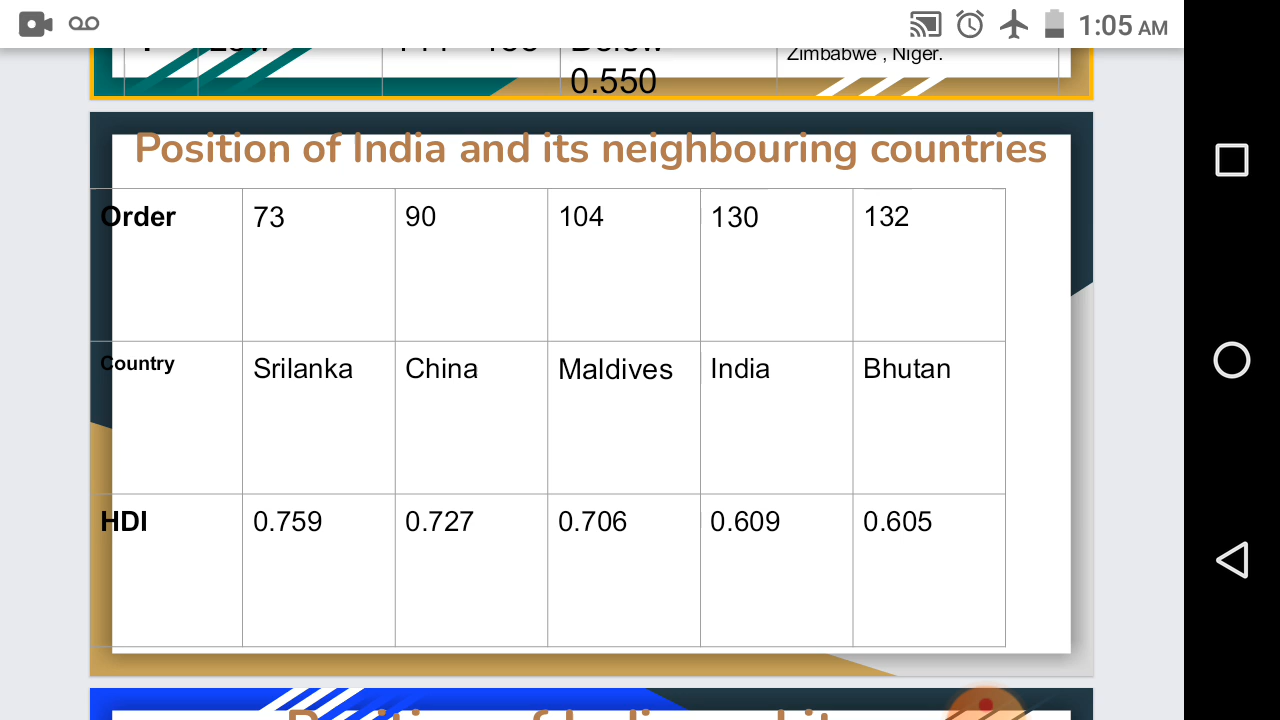 1:05 AM
Below
Zimbabwe , Niger.
0.550
Position of India and its neighbouring countries
Order 73 90 104 130 132
Country Srilanka China Maldives India Bhutan
HDI 0.759 0.727 0.706 0.609 0.605